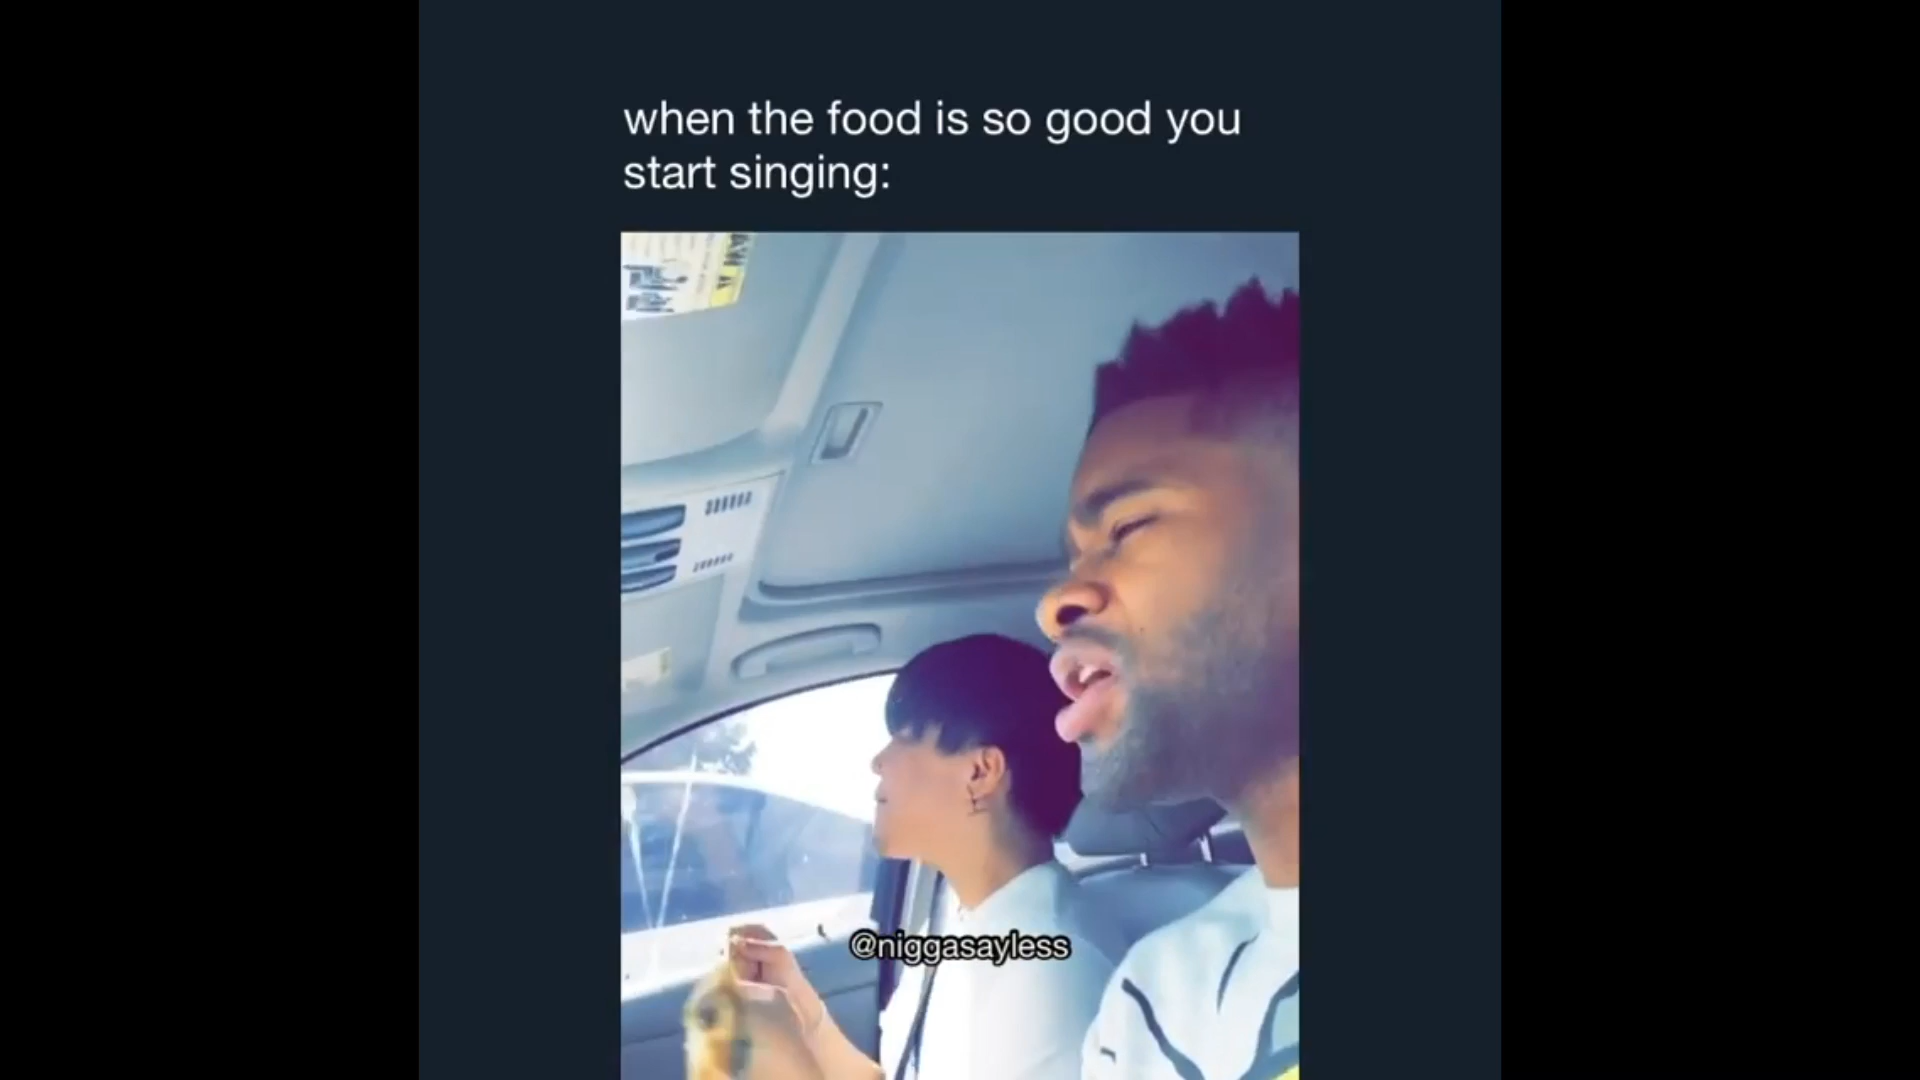 when the food is so good you
start singing:
@niggasayless